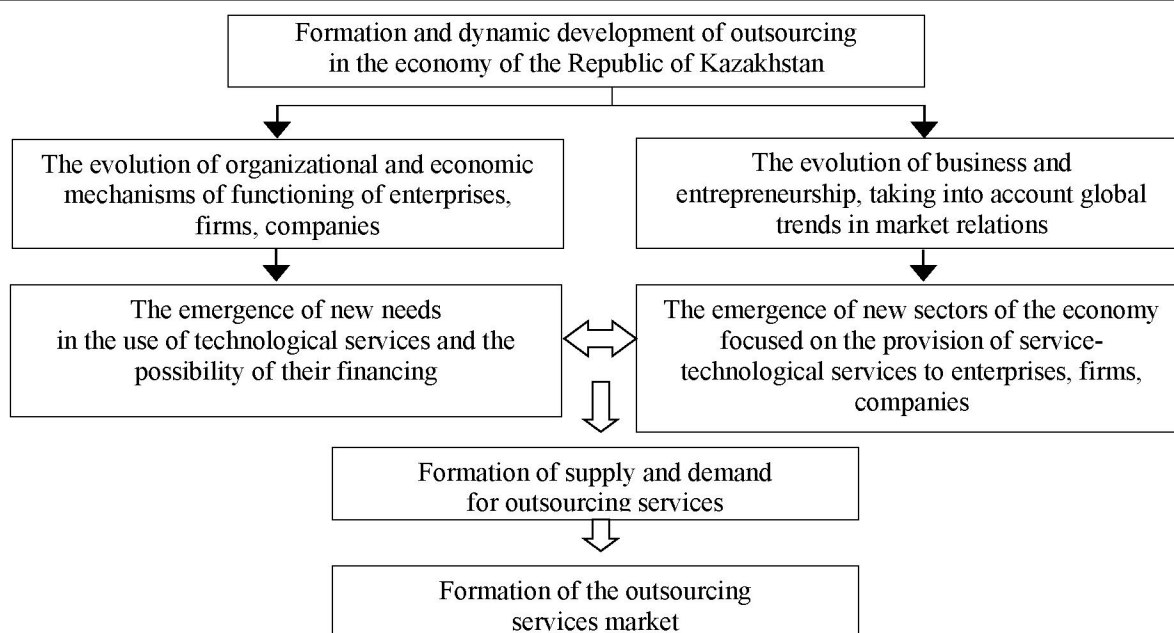 Formation and dynamic development of outsourcing
in the economy of the Republic of Kazakhstan
The evolution of organizational and economic
mechanisms of functioning of enterprises,
firms, companies
The evolution of business and
entrepreneurship, taking into account global
trends in market relations
The emergence of new needs
in the use of technological services and the
possibility of their financing
The emergence of new sectors of the economy
focused on the provision of service-
technological services to enterprises, firms,
companies
Formation of supply and demand
for outsourcing services
Formation of the outsourcing
services market